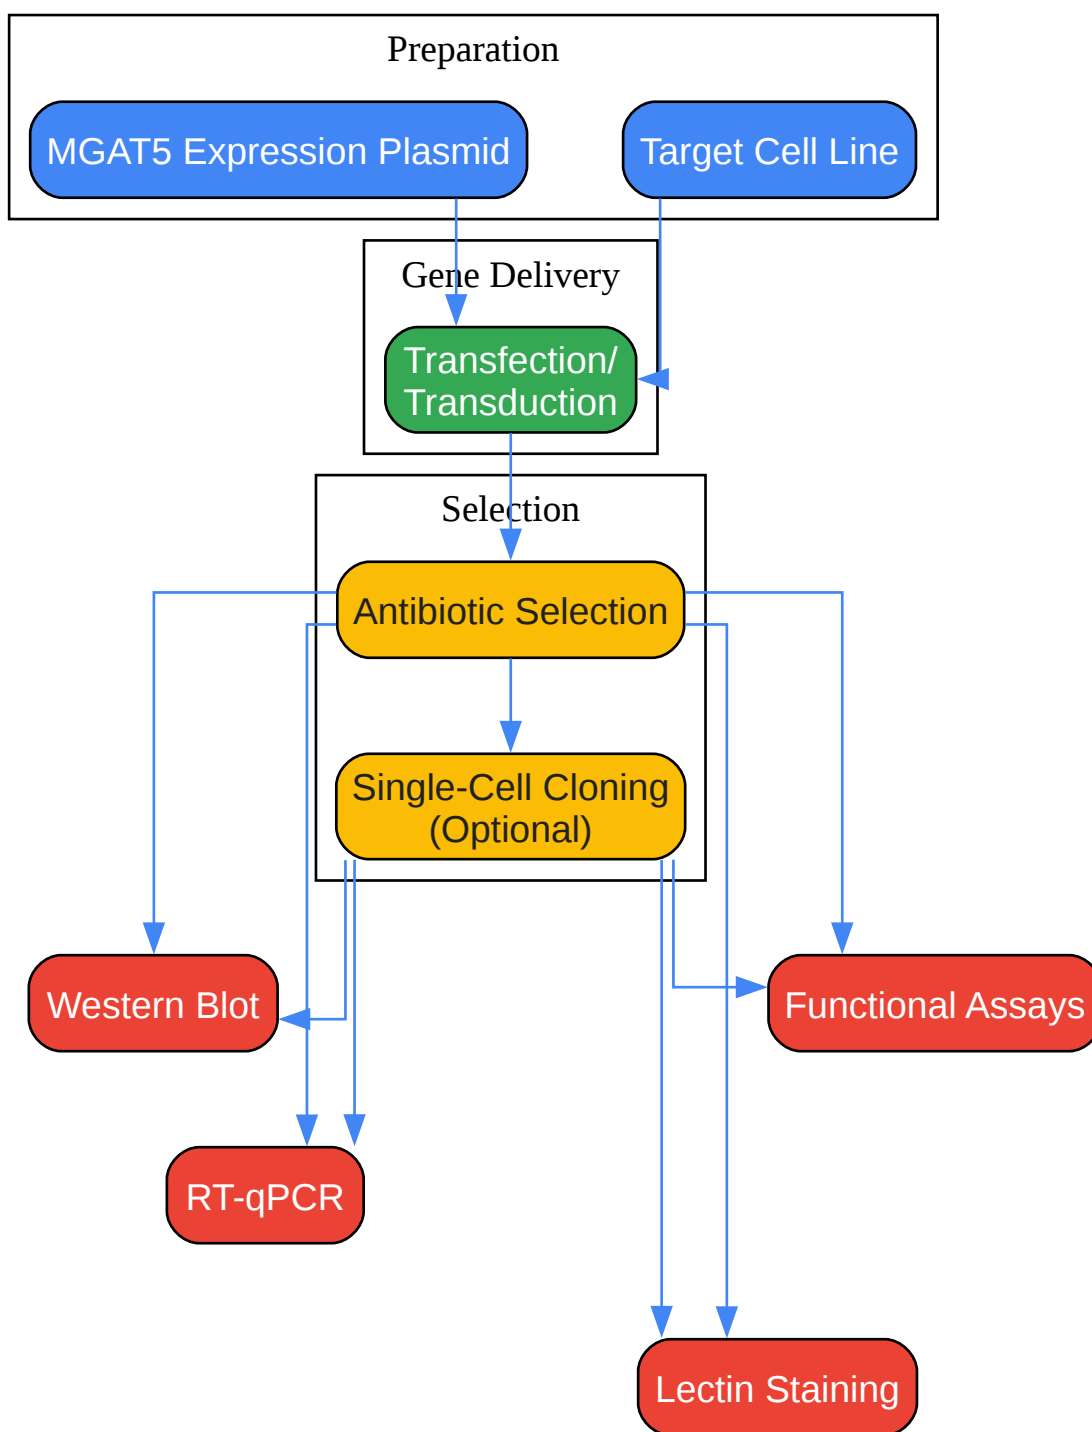 Preparation
MGAT5 Expression Plasmid
Target Cell Line
Gene Delivery
Transfection/
Transduction
Selection
Antibiotic Selection
Single-Cell Cloning
(Optional)
Western Blot
Functional Assays
RT-qPCR
Lectin Staining